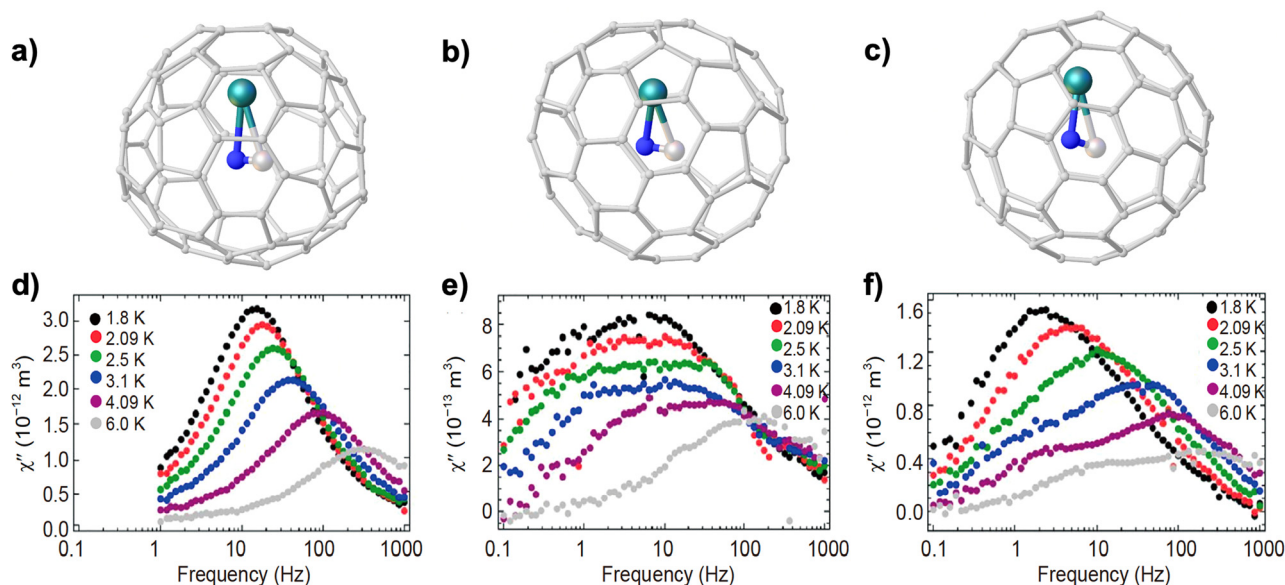 a)
b)
c)
d)
3.0
2.5
2.0
1.5
1.0
0.5
0.0
χ″ (10⁻¹² m³)
1.8 K
2.09 K
2.5 K
3.1 K
4.09 K
6.0 K
0.1
1
10
100
1000
Frequency (Hz)
e)
8
6
4
2
0
χ″ (10⁻¹³ m³)
1.8 K
2.09 K
2.5 K
3.1 K
4.09 K
6.0 K
0.1
1
10
100
1000
Frequency (Hz)
f)
1.6
1.2
0.8
0.4
0.0
χ″ (10⁻¹² m³)
1.8 K
2.09 K
2.5 K
3.1 K
4.09 K
6.0 K
0.1
1
10
100
1000
Frequency (Hz)